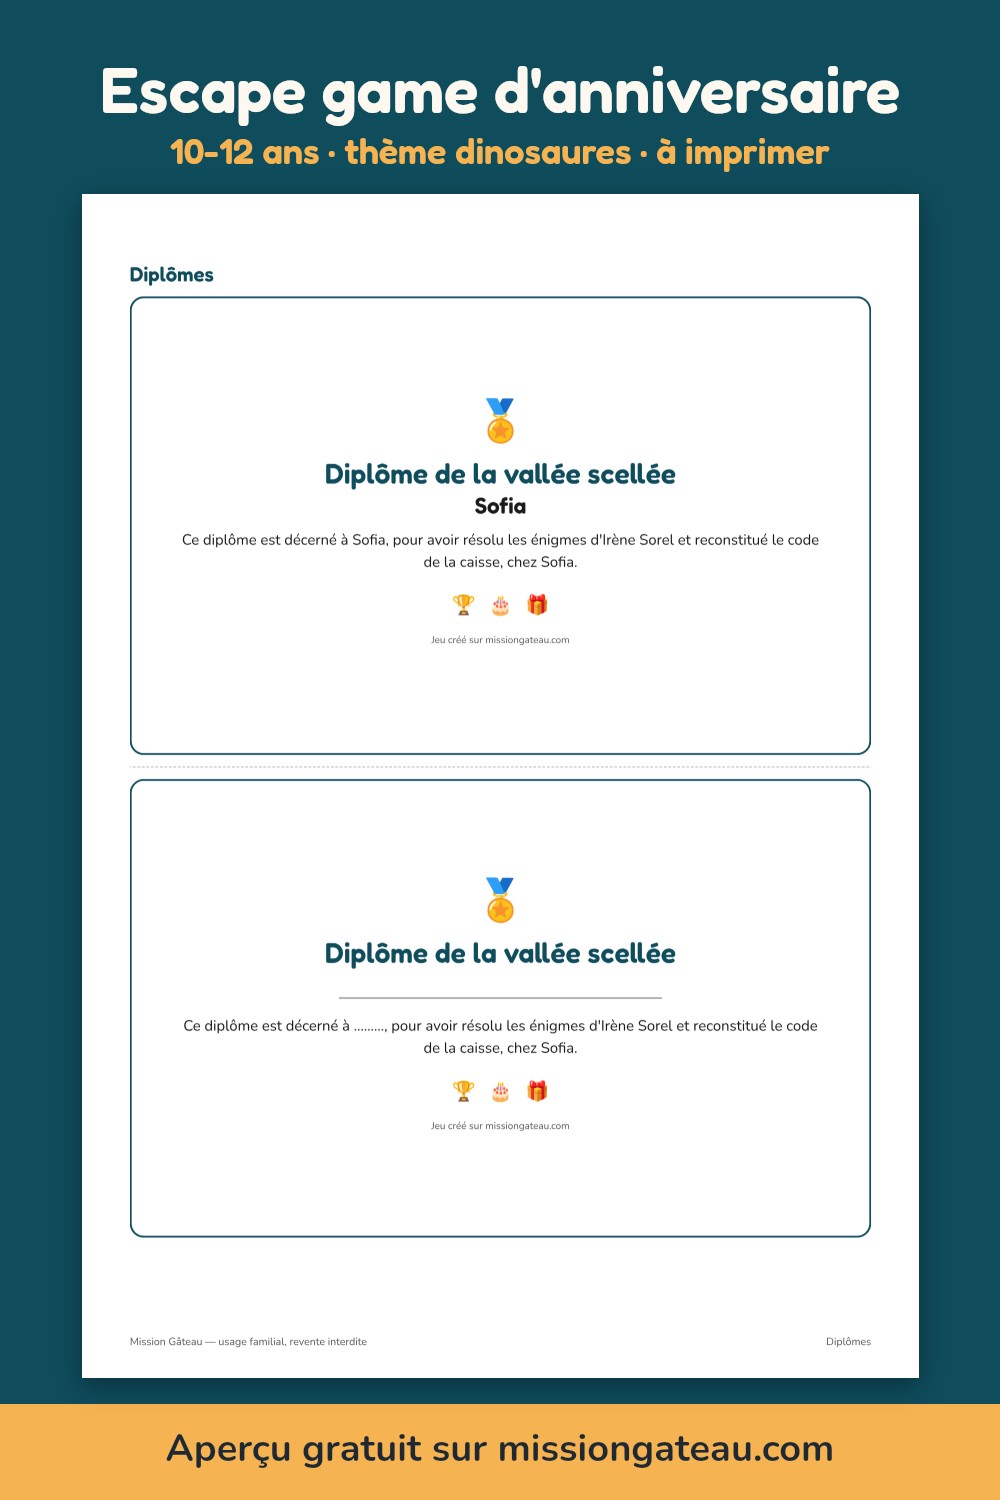 Escape game d'anniversaire
10-12 ans · thème dinosaures · à imprimer
Diplômes
Diplôme de la vallée scellée
Sofia
Ce diplôme est décerné à Sofia, pour avoir résolu les énigmes d'Irène Sorel et reconstitué le code
de la caisse, chez Sofia.
Jeu créé sur missiongateau.com
Diplôme de la vallée scellée
Ce diplôme est décerné à ........., pour avoir résolu les énigmes d'Irène Sorel et reconstitué le code
de la caisse, chez Sofia.
Jeu créé sur missiongateau.com
Mission Gâteau — usage familial, revente interdite
Diplômes
Aperçu gratuit sur missiongateau.com